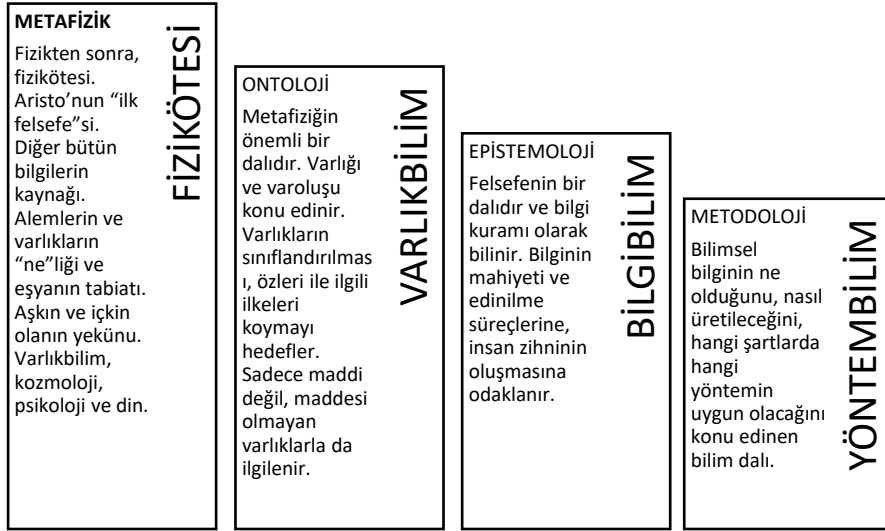 METAFİZİK
Fizikten sonra,
fizikötesi.
Aristo’nun “ilk
felsefe”si.
Diğer bütün
bilgilerin
kaynağı.
Alemlerin ve
varlıkların
“ne”liği ve
eşyanın tabiatı.
Aşkın ve içkin
olanın yekünu.
Varlıkbilim,
kozmoloji,
psikoloji ve din.
FİZİKÖTESİ
ONTOLOJİ
Metafiziğin
önemli bir
dalıdır. Varlığı
ve varoluşu
konu edinir.
Varlıkların
sınıflandırılmas
ı, özleri ile ilgili
ilkeleri
koymayı
hedefler.
Sadece maddi
değil, maddesi
olmayan
varlıklarla da
ilgilenir.
VARLIKBİLİM
EPİSTEMOLOJİ
Felsefenin bir
dalıdır ve bilgi
kuramı olarak
bilinir. Bilginin
mahiyeti ve
edinilme
süreçlerine,
insan zihninin
oluşmasına
odaklanır.
BİLGİBİLİM
METODOLOJİ
Bilimsel
bilginin ne
olduğunu, nasıl
üretileceğini,
hangi şartlarda
hangi
yöntemin
uygun olacağını
konu edinen
bilim dalı.
YÖNTEMBİLİM